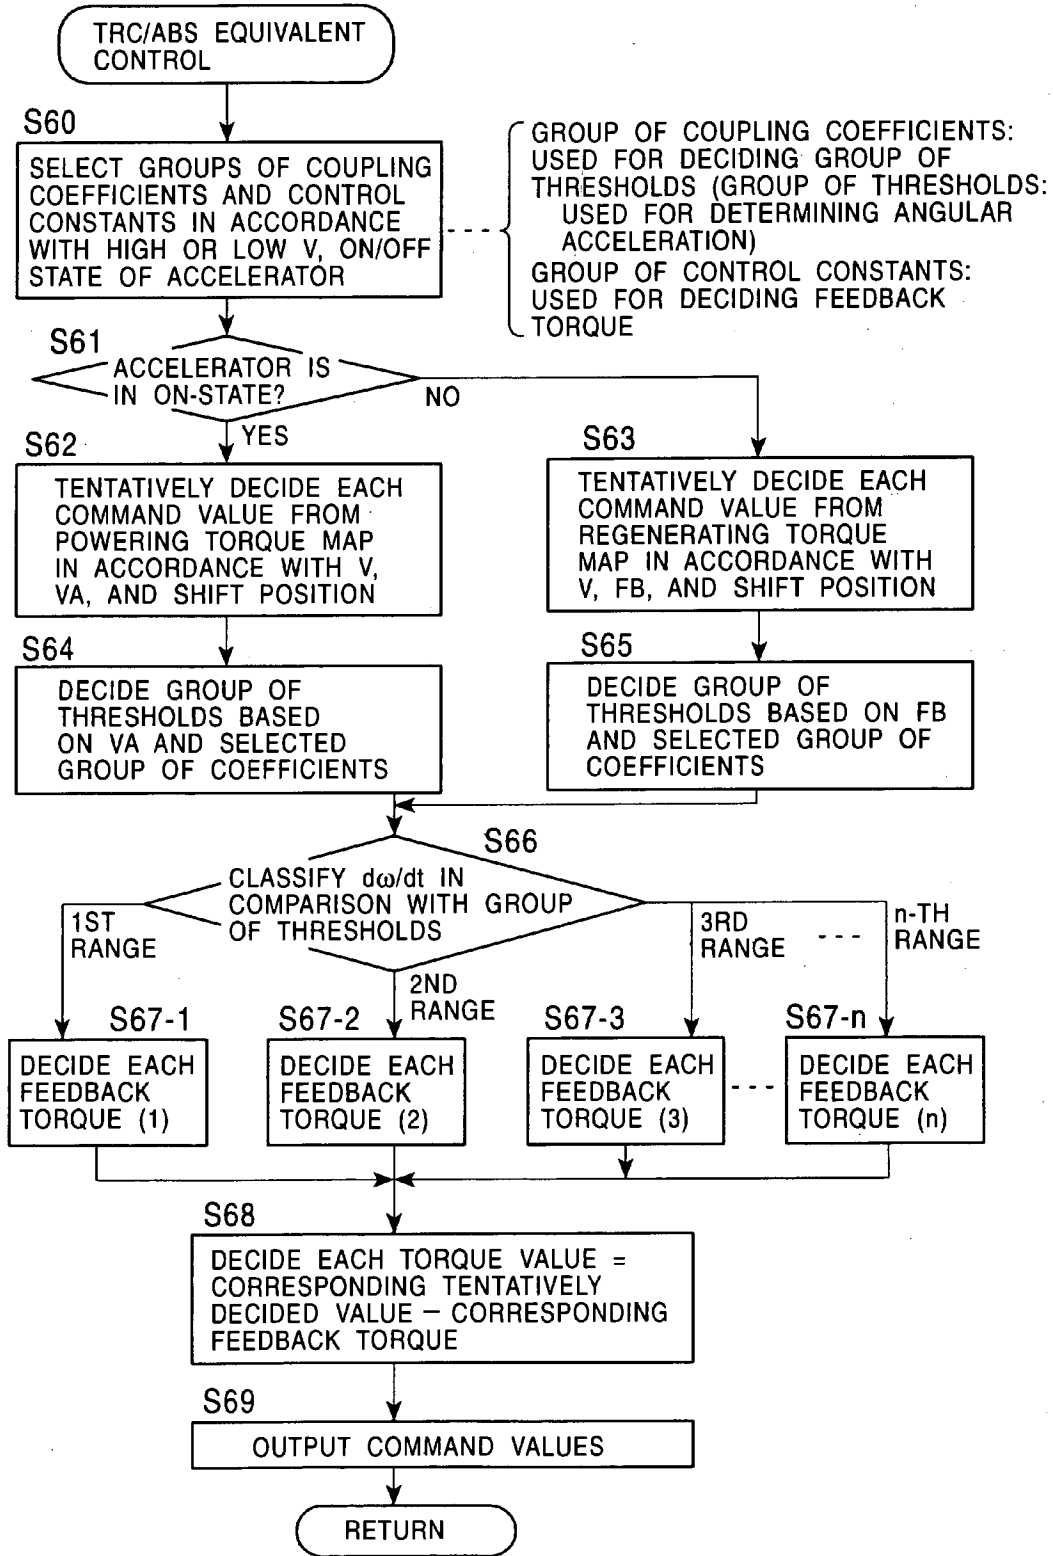 TRC/ABS EQUIVALENT
CONTROL
S60
SELECT GROUPS OF COUPLING
COEFFICIENTS AND CONTROL
CONSTANTS IN ACCORDANCE
WITH HIGH OR LOW V, ON/OFF
STATE OF ACCELERATOR
GROUP OF COUPLING COEFFICIENTS:
USED FOR DECIDING GROUP OF
THRESHOLDS (GROUP OF THRESHOLDS:
USED FOR DETERMINING ANGULAR
ACCELERATION)
GROUP OF CONTROL CONSTANTS:
USED FOR DECIDING FEEDBACK
TORQUE
S61
ACCELERATOR IS
IN ON-STATE?
NO
YES
S62
TENTATIVELY DECIDE EACH
COMMAND VALUE FROM
POWERING TORQUE MAP
IN ACCORDANCE WITH V,
VA, AND SHIFT POSITION
S63
TENTATIVELY DECIDE EACH
COMMAND VALUE FROM
REGENERATING TORQUE
MAP IN ACCORDANCE WITH
V, FB, AND SHIFT POSITION
S64
DECIDE GROUP OF
THRESHOLDS BASED
ON VA AND SELECTED
GROUP OF COEFFICIENTS
S65
DECIDE GROUP OF
THRESHOLDS BASED ON FB
AND SELECTED GROUP OF
COEFFICIENTS
S66
CLASSIFY dω/dt IN
COMPARISON WITH GROUP
OF THRESHOLDS
1ST
RANGE
2ND
RANGE
3RD
RANGE
---
n-TH
RANGE
S67-1
DECIDE EACH
FEEDBACK
TORQUE (1)
S67-2
DECIDE EACH
FEEDBACK
TORQUE (2)
S67-3
DECIDE EACH
FEEDBACK
TORQUE (3)
---
S67-n
DECIDE EACH
FEEDBACK
TORQUE (n)
S68
DECIDE EACH TORQUE VALUE =
CORRESPONDING TENTATIVELY
DECIDED VALUE − CORRESPONDING
FEEDBACK TORQUE
S69
OUTPUT COMMAND VALUES
RETURN